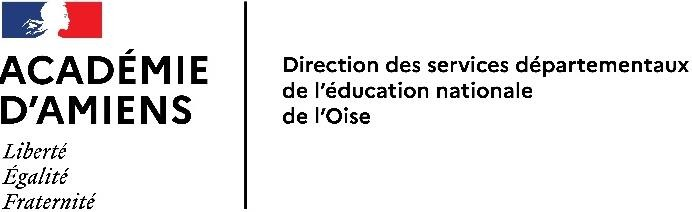 ACADÉMIE
D'AMIENS
Liberté
Égalité
Fraternité
Direction des services départementaux
de l'éducation nationale
de l'Oise